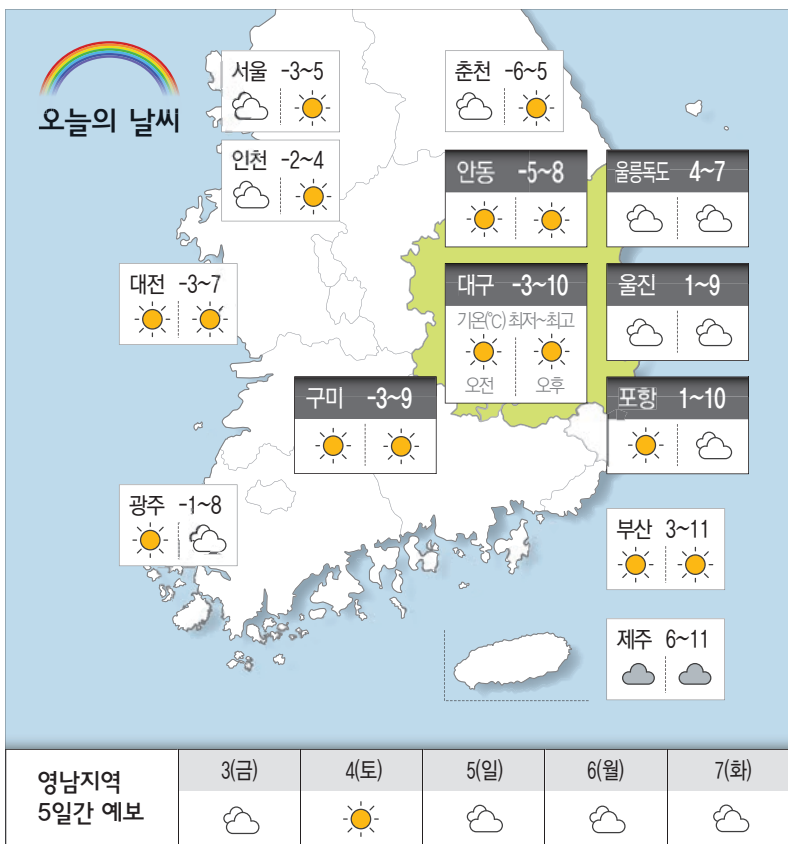 오늘의 날씨
서울 -3~5
춘천 -6~5
인천 -2~4
안동 -5~8
울릉독도 4~7
대전 -3~7
대구 -3~10
기온(℃) 최저~최고
오전 오후
울진 1~9
구미 -3~9
포항 1~10
광주 -1~8
부산 3~11
제주 6~11
영남지역
5일간 예보
3(금) 4(토) 5(일) 6(월) 7(화)